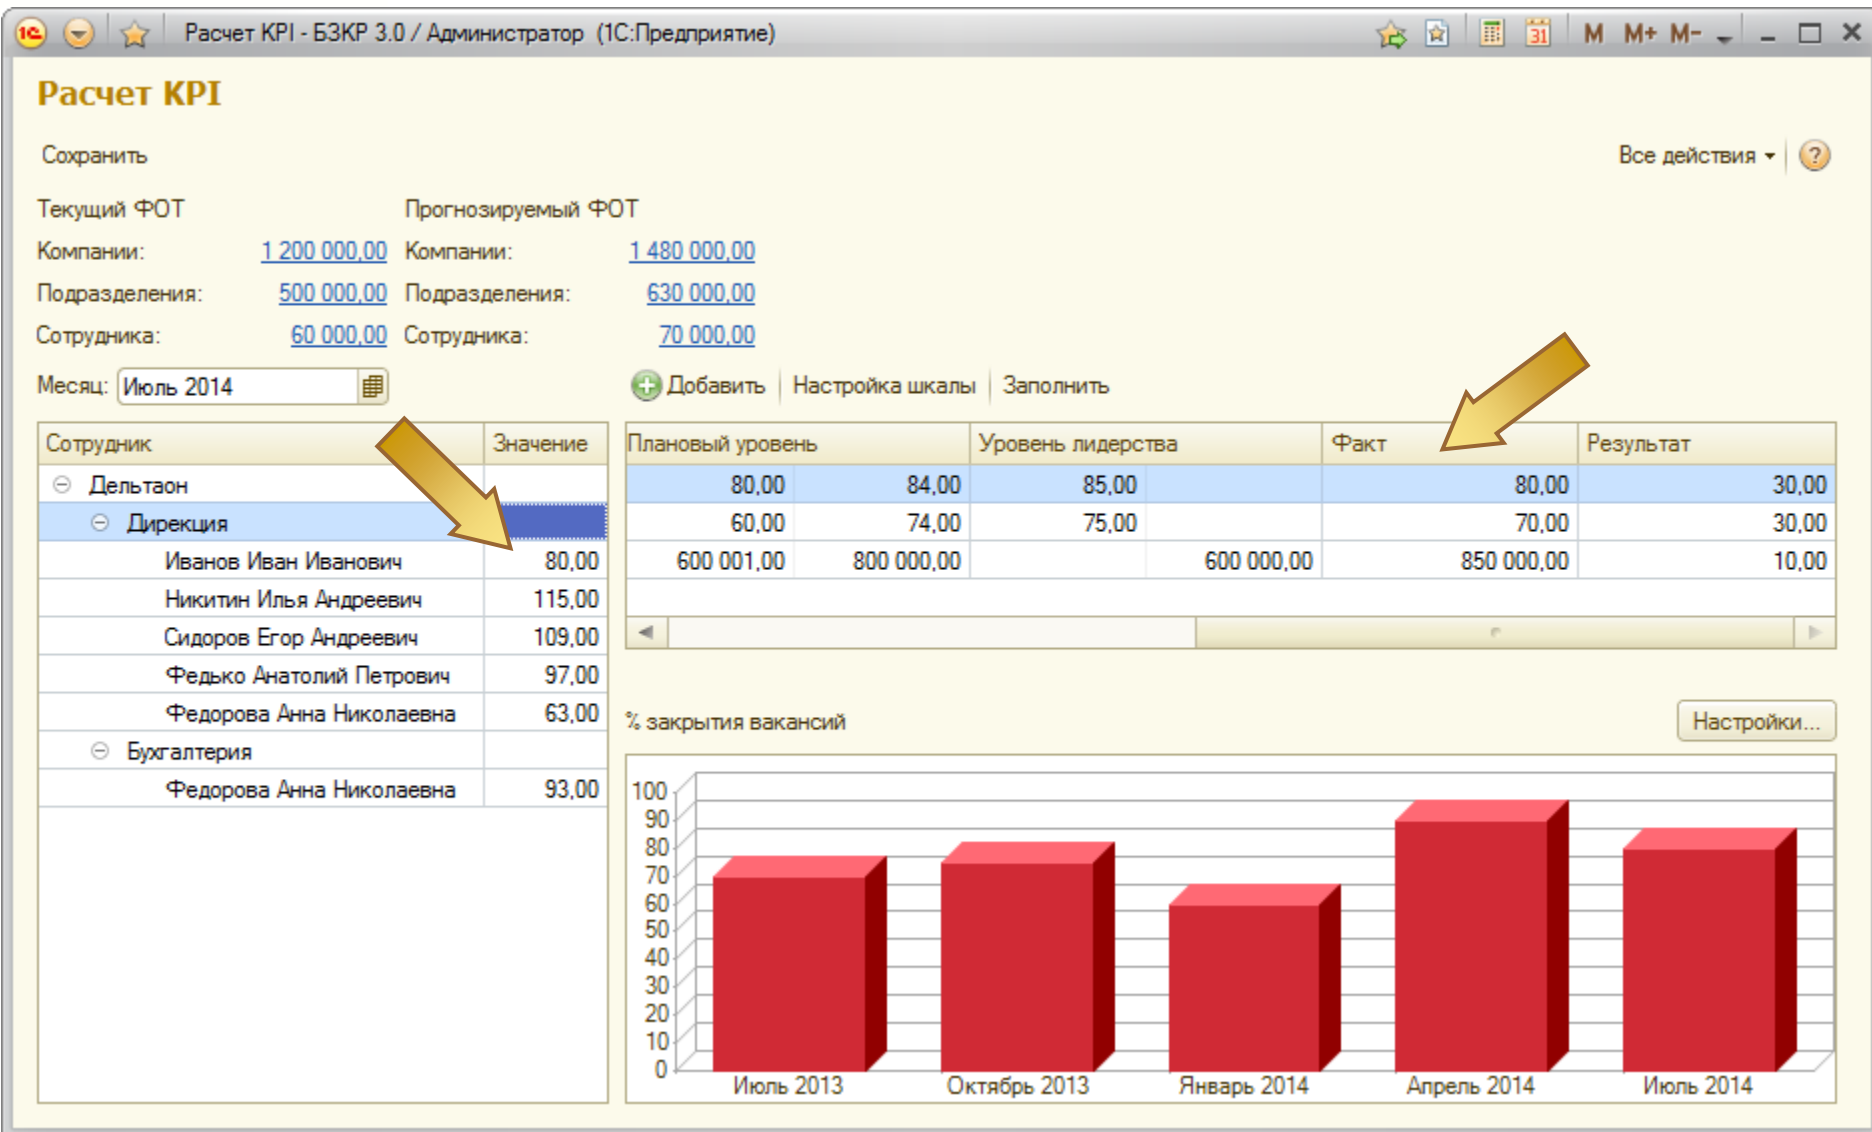 1С Расчет KPI - БЗКР 3.0 / Администратор (1С:Предприятие) 31 M M+ M-
Расчет KPI
Сохранить Все действия ?
Текущий ФОТ Прогнозируемый ФОТ
Компании: 1 200 000,00 Компании: 1 480 000,00
Подразделения: 500 000,00 Подразделения: 630 000,00
Сотрудника: 60 000,00 Сотрудника: 70 000,00
Месяц: Июль 2014 Добавить Настройка шкалы Заполнить
Сотрудник Значение Плановый уровень Уровень лидерства Факт Результат
Дельтаон 80,00 84,00 85,00 80,00 30,00
Дирекция 60,00 74,00 75,00 70,00 30,00
Иванов Иван Иванович 80,00 600 001,00 800 000,00 600 000,00 850 000,00 10,00
Никитин Илья Андреевич 115,00
Сидоров Егор Андреевич 109,00
Федько Анатолий Петрович 97,00
Федорова Анна Николаевна 63,00
Бухгалтерия
Федорова Анна Николаевна 93,00
% закрытия вакансий Настройки...
100
90
80
70
60
50
40
30
20
10
0
Июль 2013 Октябрь 2013 Январь 2014 Апрель 2014 Июль 2014